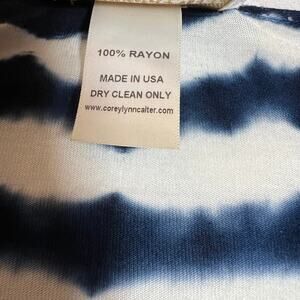 100% RAYON
MADE IN USA
DRY CLEAN ONLY
www.coreylynncalter.com